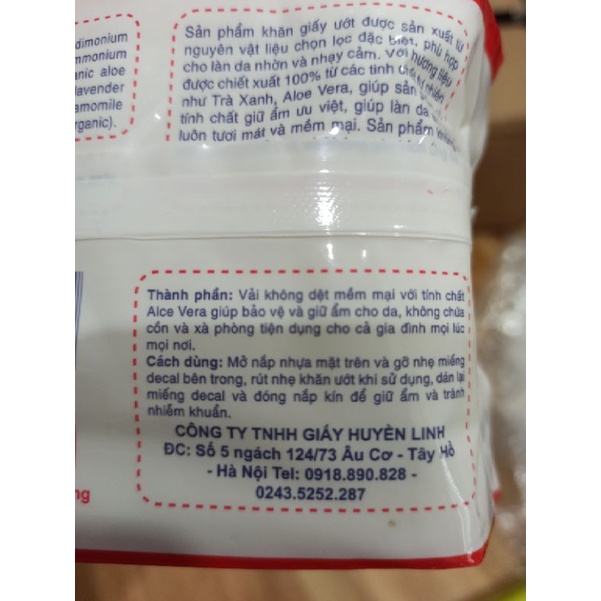 dimonium
mmonium
anic aloe
lavender
amomile
rganic).
Sản phẩm khăn giấy ướt được sản xuất từ
nguyên vật liệu chọn lọc đặc biệt, phù hợp
cho làn da nhờn và nhạy cảm. Với hương liệu
được chiết xuất 100% từ các tinh chất
như Trà Xanh, Aloe Vera, giúp sản
tính chất giữ ẩm ưu việt, giúp làn da
luôn tươi mát và mềm mại. Sản phẩm
Thành phần: Vải không dệt mềm mại với tính chất
Alce Vera giúp bảo vệ và giữ ẩm cho da, không chứa
cồn và xà phòng tiện dụng cho cả gia đình mọi lúc
mọi nơi.
Cách dùng: Mở nắp nhựa mặt trên và gỡ nhẹ miếng
decal bên trong, rút nhẹ khăn ướt khi sử dụng, dán lại
miếng decal và đóng nắp kín để giữ ẩm và tránh
nhiễm khuẩn.
CÔNG TY TNHH GIẤY HUYỀN LINH
ĐC: Số 5 ngách 124/73 Âu Cơ - Tây Hồ
- Hà Nội Tel: 0918.890.828 -
0243.5252.287
ng